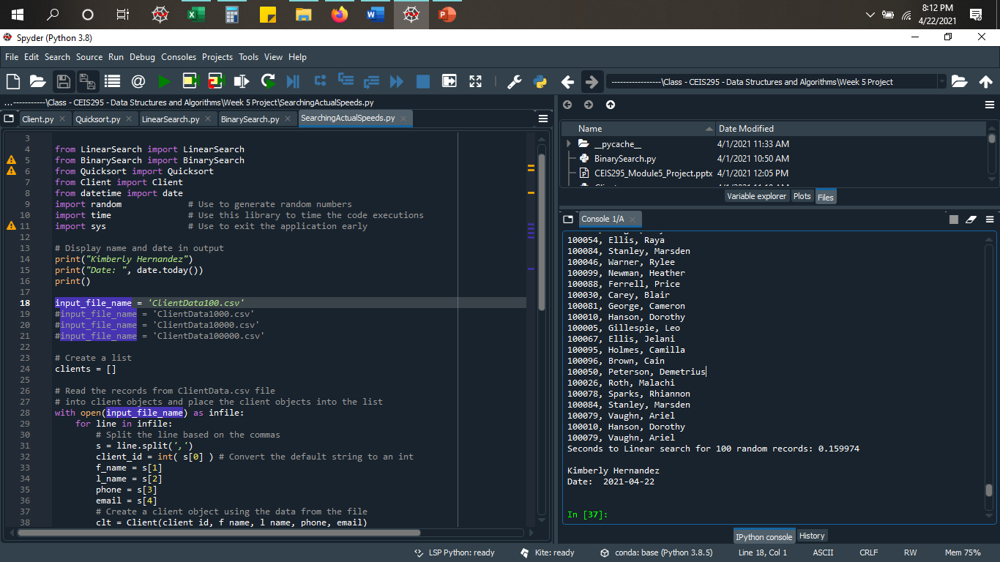 8:12 PM
4/22/2021
Spyder (Python 3.8)
File Edit Search Source Run Debug Consoles Projects Tools View Help
-----------------\Class - CEIS295 - Data Structures and Algorithms\Week 5 Project
...-----------\Class - CEIS295 - Data Structures and Algorithms\Week 5 Project\SearchingActualSpeeds.py
Client.py Quicksort.py LinearSearch.py BinarySearch.py SearchingActualSpeeds.py
3
4 from LinearSearch import LinearSearch
5 from BinarySearch import BinarySearch
6 from Quicksort import Quicksort
7 from Client import Client
8 from datetime import date
9 import random # Use to generate random numbers
10 import time # Use this library to time the code executions
11 import sys # Use to exit the application early
12
13 # Display name and date in output
14 print("Kimberly Hernandez")
15 print("Date: ", date.today())
16 print()
17
18 input_file_name = 'ClientData100.csv'
19 #input_file_name = 'ClientData1000.csv'
20 #input_file_name = 'ClientData10000.csv'
21 #input_file_name = 'ClientData100000.csv'
22
23 # Create a list
24 clients = []
25
26 # Read the records from ClientData.csv file
27 # into client objects and place the client objects into the list
28 with open(input_file_name) as infile:
29 for line in infile:
30 # Split the line based on the commas
31 s = line.split(',')
32 client_id = int( s[0] ) # Convert the default string to an int
33 f_name = s[1]
34 l_name = s[2]
35 phone = s[3]
36 email = s[4]
37 # Create a client object using the data from the file
38 clt = Client(client_id, f_name, l_name, phone, email)
Name Date Modified
__pycache__ 4/1/2021 11:33 AM
BinarySearch.py 4/1/2021 10:50 AM
CEIS295_Module5_Project.pptx 4/1/2021 12:05 PM
Variable explorer Plots Files
Console 1/A
100054, Ellis, Raya
100084, Stanley, Marsden
100046, Warner, Rylee
100099, Newman, Heather
100088, Ferrell, Price
100030, Carey, Blair
100081, George, Cameron
100010, Hanson, Dorothy
100005, Gillespie, Leo
100067, Ellis, Jelani
100095, Holmes, Camilla
100096, Brown, Cain
100050, Peterson, Demetrius
100026, Roth, Malachi
100078, Sparks, Rhiannon
100084, Stanley, Marsden
100079, Vaughn, Ariel
100010, Hanson, Dorothy
100079, Vaughn, Ariel
Seconds to Linear search for 100 random records: 0.159974
Kimberly Hernandez
Date:  2021-04-22
In [37]:
IPython console History
LSP Python: ready Kite: ready conda: base (Python 3.8.5) Line 18, Col 1 ASCII CRLF RW Mem 75%